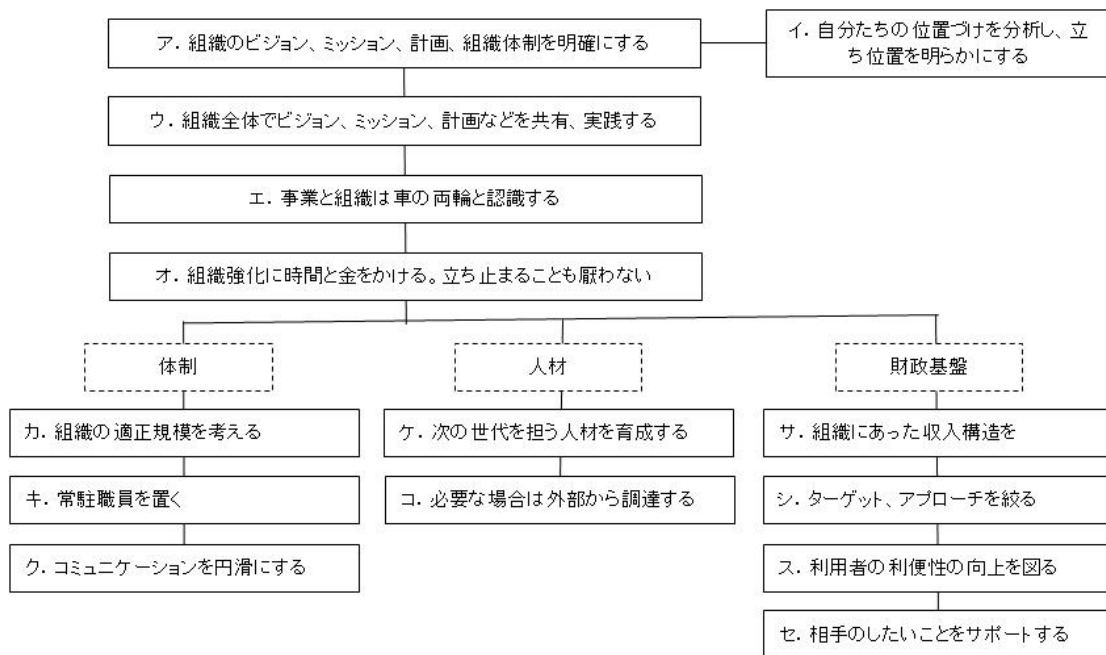 ア．組織のビジョン、ミッション、計画、組織体制を明確にする
イ．自分たちの位置づけを分析し、立
ち位置を明らかにする
ウ．組織全体でビジョン、ミッション、計画などを共有、実践する
エ．事業と組織は車の両輪と認識する
オ．組織強化に時間と金をかける。立ち止まることも厭わない
体制
人材
財政基盤
カ．組織の適正規模を考える
ケ．次の世代を担う人材を育成する
サ．組織にあった収入構造を
キ．常駐職員を置く
コ．必要な場合は外部から調達する
シ．ターゲット、アプローチを絞る
ク．コミュニケーションを円滑にする
ス．利用者の利便性の向上を図る
セ．相手のしたいことをサポートする